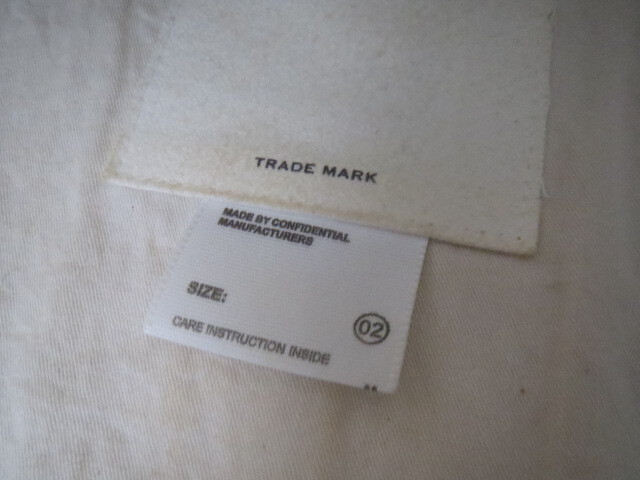 TRADE MARK
MADE BY CONFIDENTIAL
MANUFACTURERS
SIZE:
02
CARE INSTRUCTION INSIDE